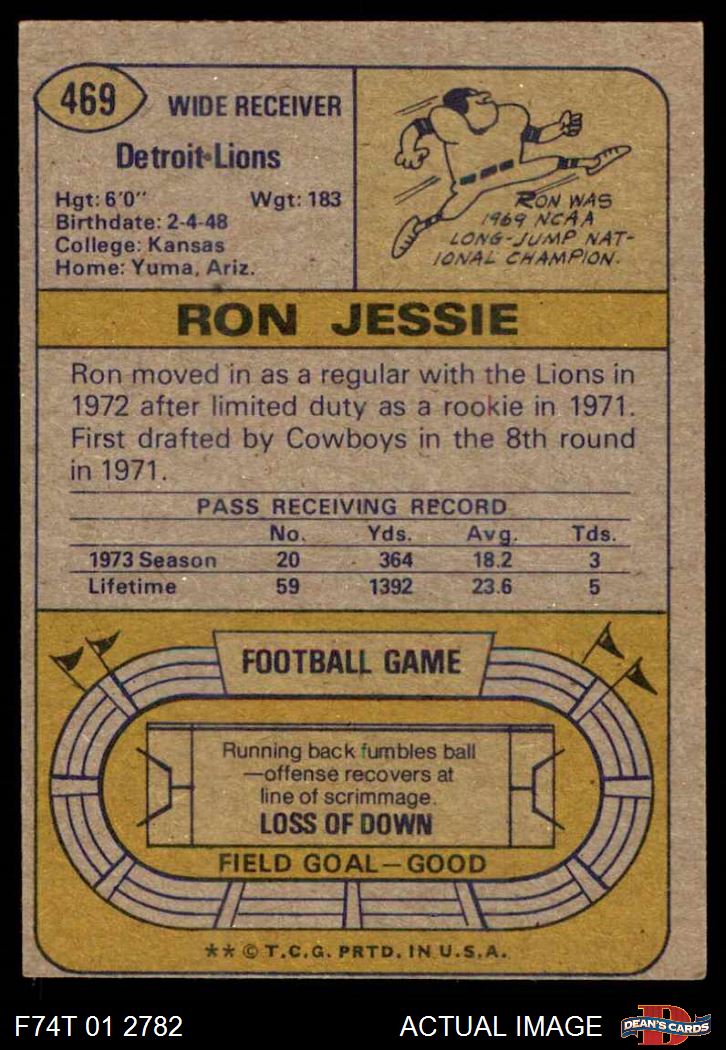 469
WIDE RECEIVER
Detroit Lions
Hgt: 6'0" Wgt: 183
Birthdate: 2-4-48
College: Kansas
Home: Yuma, Ariz.
RON WAS
1969 NCAA
LONG-JUMP NAT-
IONAL CHAMPION.
RON JESSIE
Ron moved in as a regular with the Lions in
1972 after limited duty as a rookie in 1971.
First drafted by Cowboys in the 8th round
in 1971.
PASS RECEIVING RECORD
No. Yds. Avg. Tds.
1973 Season 20 364 18.2 3
Lifetime 59 1392 23.6 5
FOOTBALL GAME
Running back fumbles ball
—offense recovers at
line of scrimmage.
LOSS OF DOWN
FIELD GOAL—GOOD
** © T.C.G. PRTD. IN U.S.A.
F74T 01 2782 ACTUAL IMAGE D DEAN'S CARDS